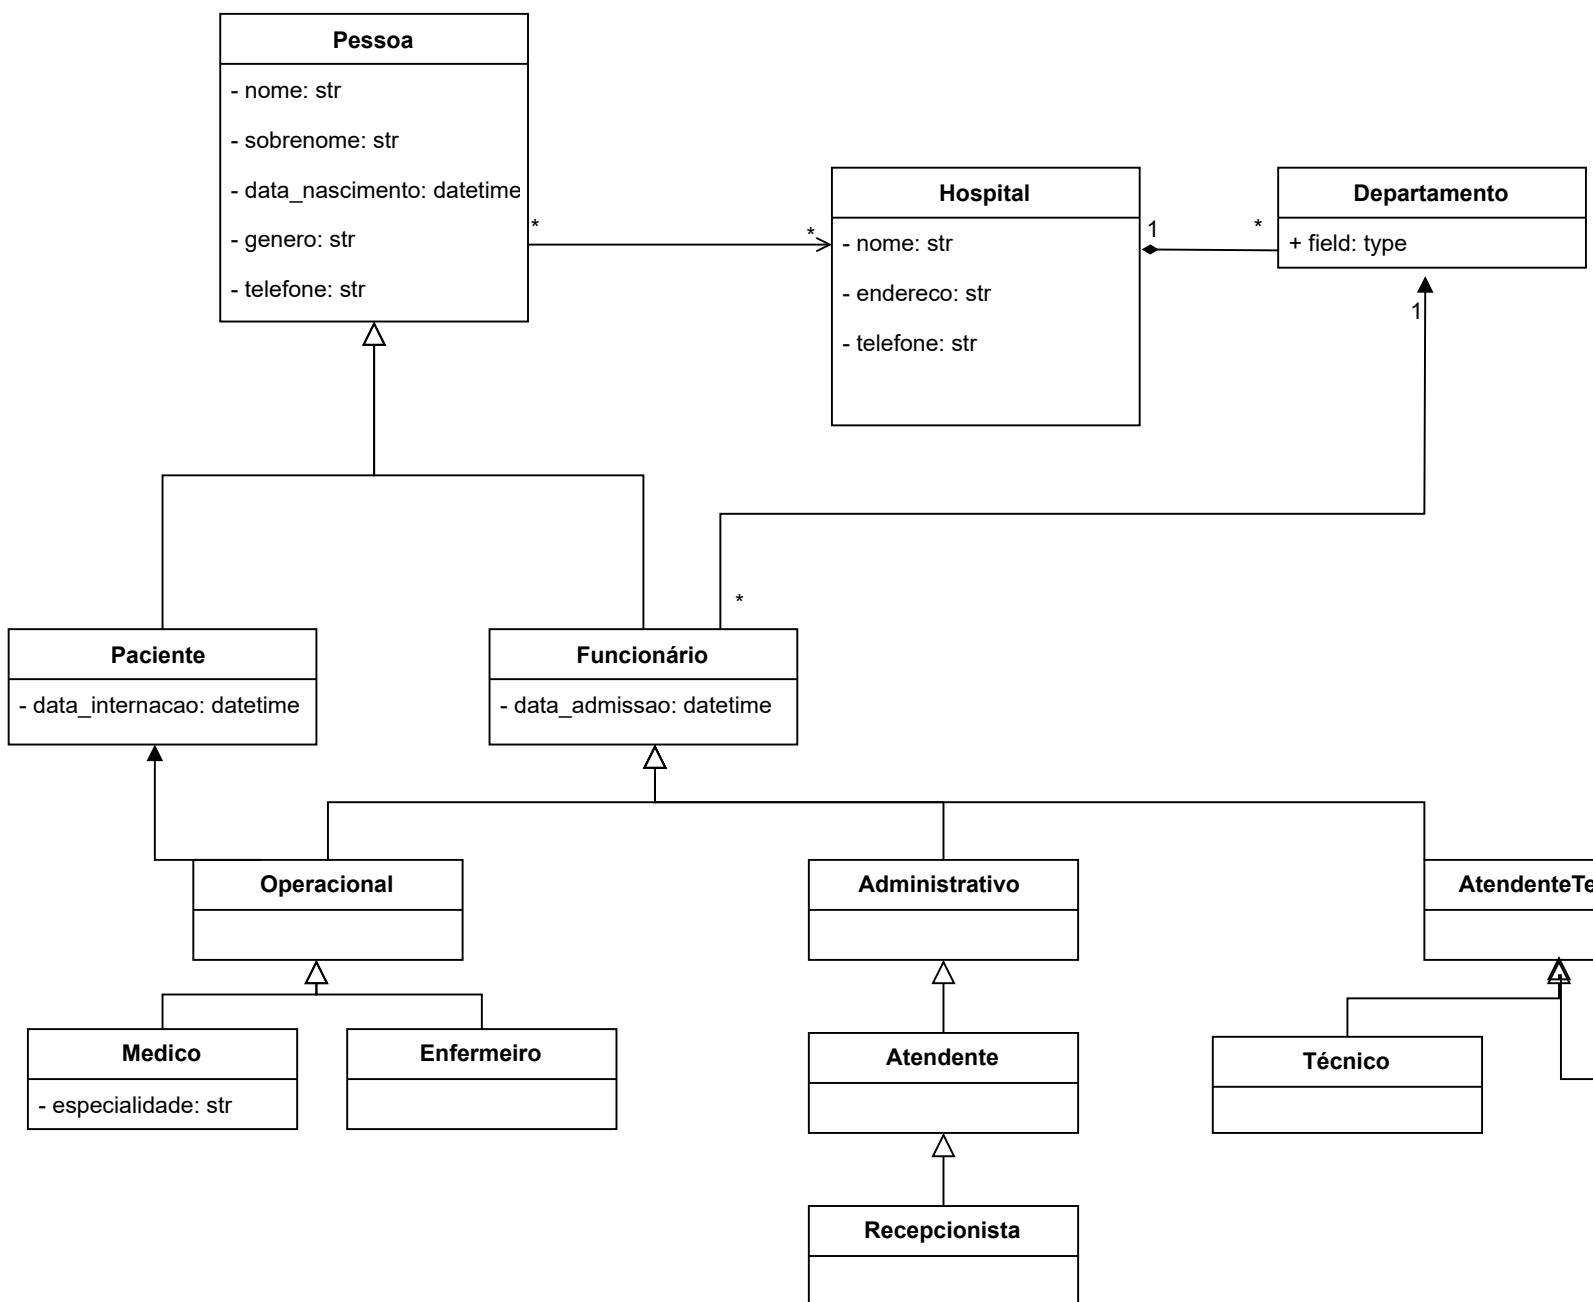 Pessoa
- nome: str
- sobrenome: str
- data_nascimento: datetime
- genero: str
- telefone: str
*
*
Hospital
- nome: str
- endereco: str
- telefone: str
1
*
Departamento
+ field: type
1
*
Paciente
- data_internacao: datetime
Funcionário
- data_admissao: datetime
Operacional
Administrativo
AtendenteTe
Medico
- especialidade: str
Enfermeiro
Atendente
Técnico
Recepcionista